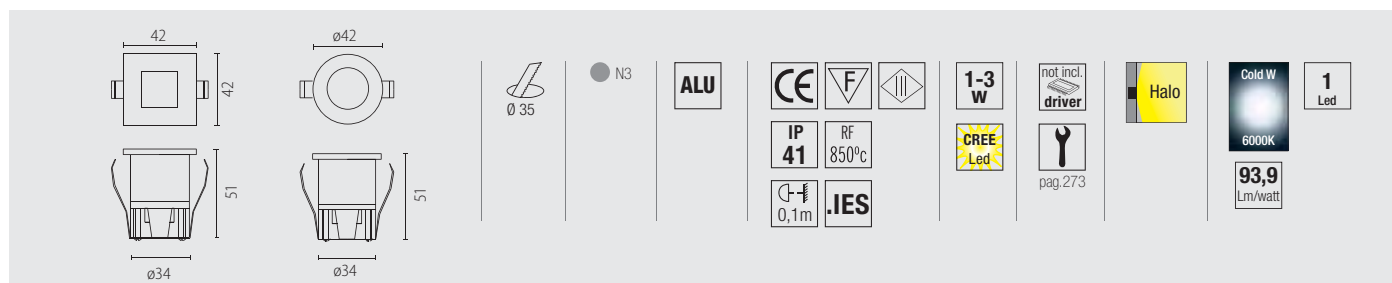 42
ø42
42
51
51
ø34
ø34
Ø 35
N3
ALU
CE
F
III
IP
41
RF
850ºc
0,1m
.IES
1-3
W
CREE
Led
not incl.
driver
pag.273
Halo
Cold W
6000K
1
Led
93,9
Lm/watt